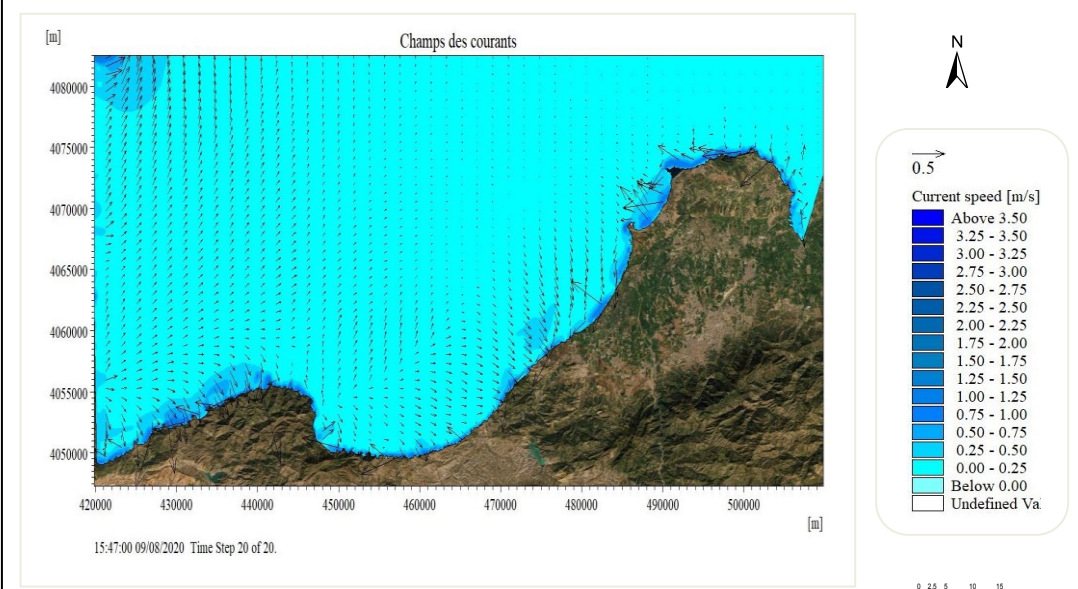 [m]
Champs des courants
4080000
4075000
4070000
4065000
4060000
4055000
4050000
420000 430000 440000 450000 460000 470000 480000 490000 500000
[m]
15:47:00 09/08/2020 Time Step 20 of 20.
N
0.5
Current speed [m/s]
Above 3.50
3.25 - 3.50
3.00 - 3.25
2.75 - 3.00
2.50 - 2.75
2.25 - 2.50
2.00 - 2.25
1.75 - 2.00
1.50 - 1.75
1.25 - 1.50
1.00 - 1.25
0.75 - 1.00
0.50 - 0.75
0.25 - 0.50
0.00 - 0.25
Below 0.00
Undefined Va
0 2.5 5 10 15